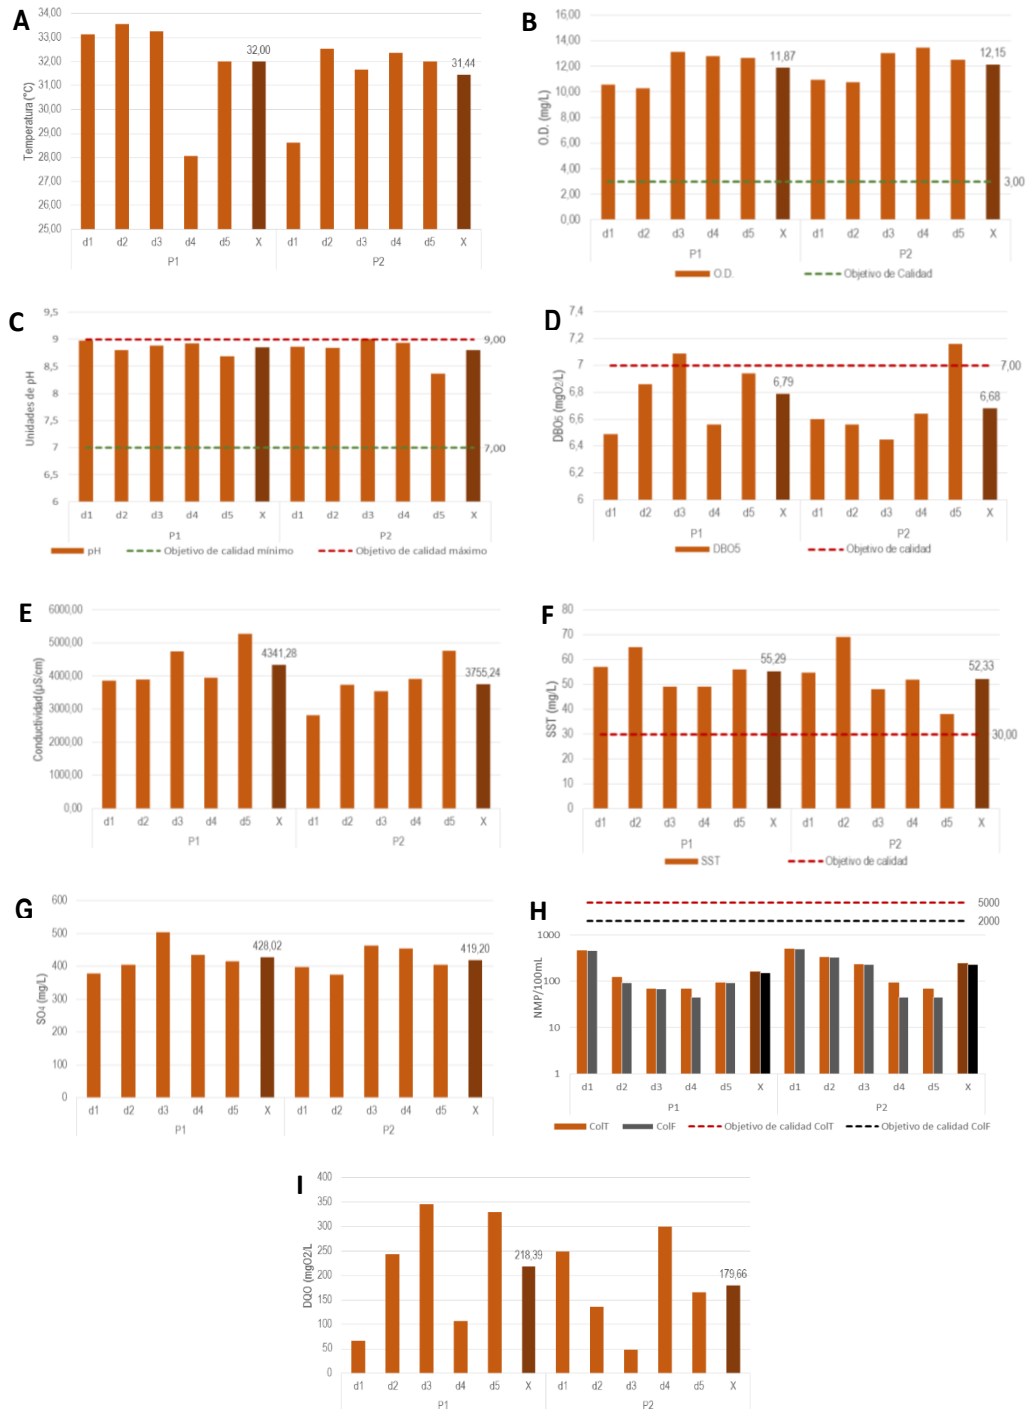 A
34,00
33,00
32,00
31,00
30,00
29,00
28,00
27,00
26,00
25,00
Temperatura (°C)
32,00
31,44
d1 d2 d3 d4 d5 X d1 d2 d3 d4 d5 X
P1 P2
B
16,00
14,00
12,00
10,00
8,00
6,00
4,00
2,00
0,00
O.D. (mg/L)
11,87
12,15
3,00
d1 d2 d3 d4 d5 X d1 d2 d3 d4 d5 X
P1 P2
O.D. Objetivo de Calidad
C
9,5
9
8,5
8
7,5
7
6,5
6
Unidades de pH
9,00
7,00
d1 d2 d3 d4 d5 X d1 d2 d3 d4 d5 X
P1 P2
pH Objetivo de calidad mínimo Objetivo de calidad máximo
D
7,4
7,2
7
6,8
6,6
6,4
6,2
6
DBO5 (mgO2/L)
7,00
6,79
6,68
d1 d2 d3 d4 d5 X d1 d2 d3 d4 d5 X
P1 P2
DBO5 Objetivo de calidad
E
6000,00
5000,00
4000,00
3000,00
2000,00
1000,00
0,00
Conductividad (µS/cm)
4341,28
3755,24
d1 d2 d3 d4 d5 X d1 d2 d3 d4 d5 X
P1 P2
F
80
70
60
50
40
30
20
10
0
SST (mg/L)
55,29
52,33
30,00
d1 d2 d3 d4 d5 X d1 d2 d3 d4 d5 X
P1 P2
SST Objetivo de calidad
G
600
500
400
300
200
100
0
SO4 (mg/L)
428,02
419,20
d1 d2 d3 d4 d5 X d1 d2 d3 d4 d5 X
P1 P2
H
5000
2000
1000
100
10
1
NMP/100mL
d1 d2 d3 d4 d5 X d1 d2 d3 d4 d5 X
P1 P2
ColT ColF Objetivo de calidad ColT Objetivo de calidad ColF
I
400
350
300
250
200
150
100
50
0
DQO (mgO2/L
218,39
179,66
d1 d2 d3 d4 d5 X d1 d2 d3 d4 d5 X
P1 P2